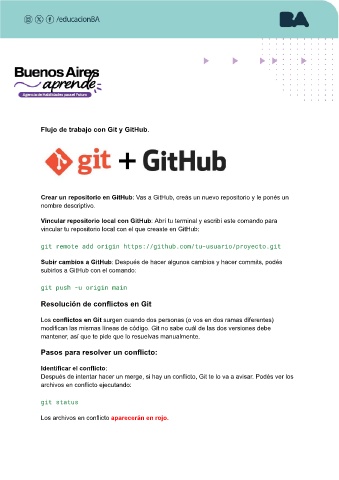 /educacionBA
BA
Buenos Aires
aprende
Agencia de Habilidades para el Futuro
Flujo de trabajo con Git y GitHub.
git + GitHub
Crear un repositorio en GitHub: Vas a GitHub, creás un nuevo repositorio y le ponés un
nombre descriptivo.
Vincular repositorio local con GitHub: Abrí tu terminal y escribí este comando para
vincular tu repositorio local con el que creaste en GitHub:
git remote add origin https://github.com/tu-usuario/proyecto.git
Subir cambios a GitHub: Después de hacer algunos cambios y hacer commits, podés
subirlos a GitHub con el comando:
git push -u origin main
Resolución de conflictos en Git
Los conflictos en Git surgen cuando dos personas (o vos en dos ramas diferentes)
modifican las mismas líneas de código. Git no sabe cuál de las dos versiones debe
mantener, así que te pide que lo resuelvas manualmente.
Pasos para resolver un conflicto:
Identificar el conflicto:
Después de intentar hacer un merge, si hay un conflicto, Git te lo va a avisar. Podés ver los
archivos en conflicto ejecutando:
git status
Los archivos en conflicto aparecerán en rojo.